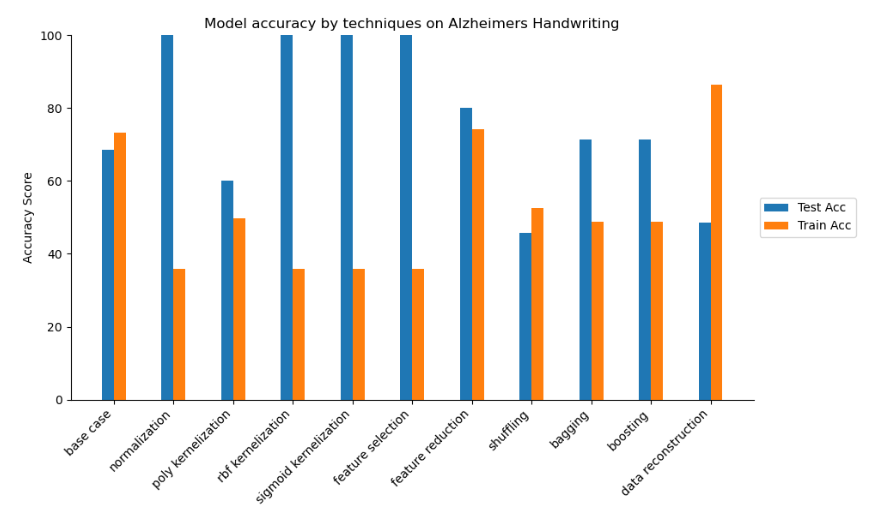 Model accuracy by techniques on Alzheimers Handwriting
Accuracy Score
100
80
60
40
20
0
base case
normalization
poly kernelization
rbf kernelization
sigmoid kernelization
feature selection
feature reduction
shuffling
bagging
boosting
data reconstruction
Test Acc
Train Acc